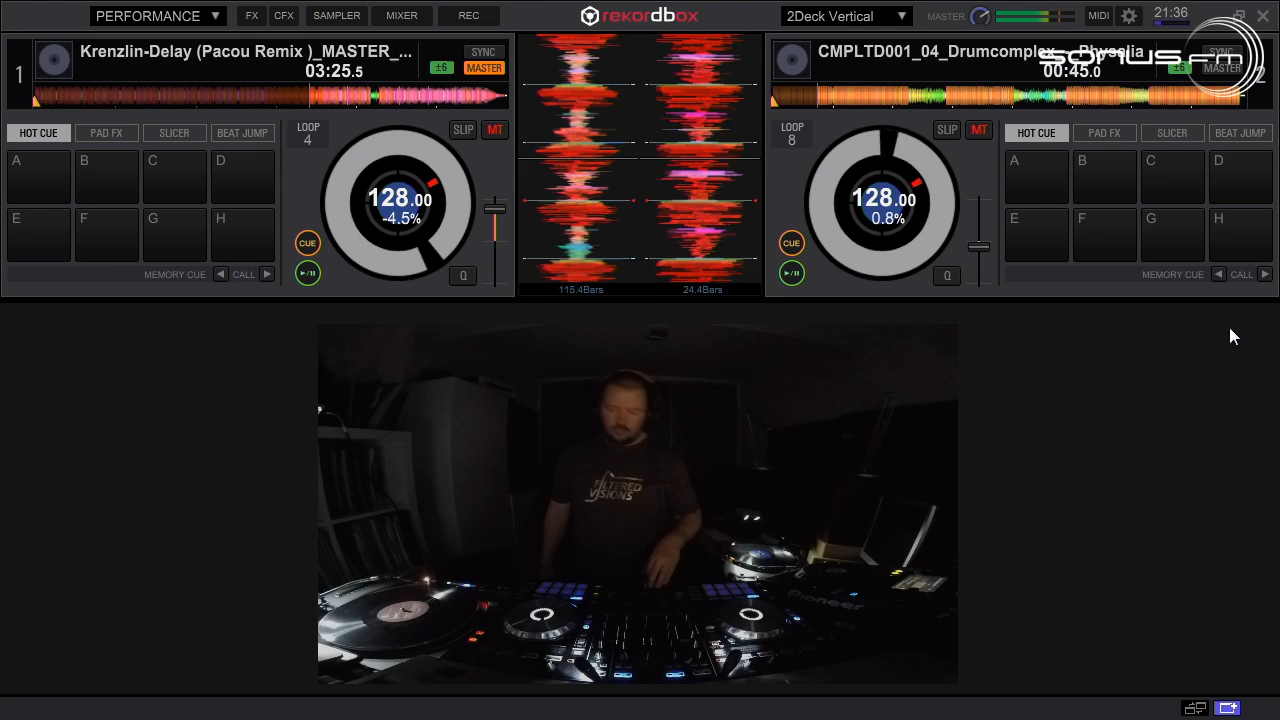 PERFORMANCE
FX
CFX
SAMPLER
MIXER
REC
rekordbox
2Deck Vertical
MASTER
MIDI
21:36
1
Krenzlin-Delay (Pacou Remix )_MASTER_...
03:25.5
±6
SYNC
MASTER
CMPLTD001_04_Drumcomplex
00:45.0
±6
SYNC
MASTER
2
SONUS.FM
HOT CUE
PAD FX
SLICER
BEAT JUMP
A
B
C
D
E
F
G
H
MEMORY CUE
CALL
LOOP
4
SLIP
MT
128.00
-4.5%
CUE
Q
115.4Bars
24.4Bars
LOOP
8
SLIP
MT
128.00
0.8%
CUE
Q
HOT CUE
PAD FX
SLICER
BEAT JUMP
A
B
C
D
E
F
G
H
MEMORY CUE
CALL
FILTERED
VISIONS
Pioneer